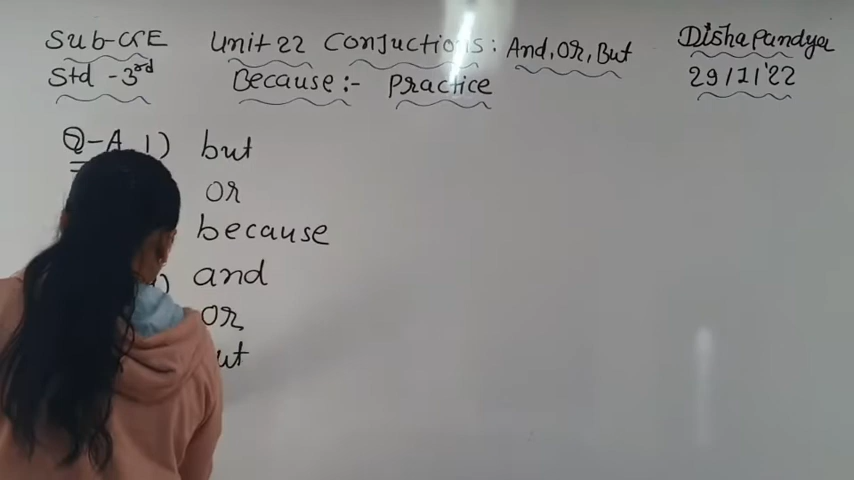 Sub-CRE Unit 22 Conjuctions: And, Or, But Disha Pandya
Std - 3rd Because :- Practice 29/11'22
Q-A 1) but
or
because
and
or